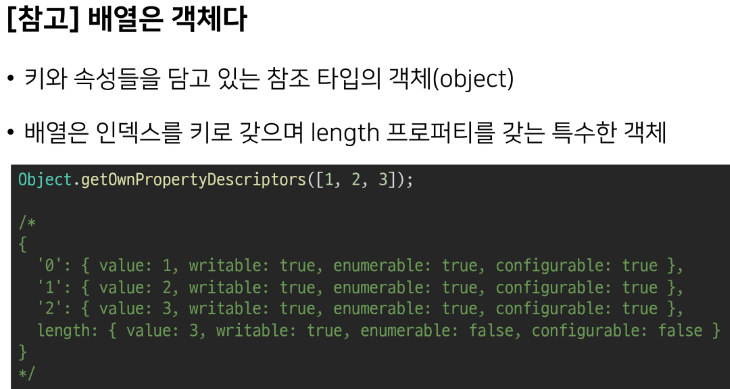 [참고] 배열은 객체다
• 키와 속성들을 담고 있는 참조 타입의 객체(object)
• 배열은 인덱스를 키로 갖으며 length 프로퍼티를 갖는 특수한 객체
Object.getOwnPropertyDescriptors([1, 2, 3]);
/*
{
  '0': { value: 1, writable: true, enumerable: true, configurable: true },
  '1': { value: 2, writable: true, enumerable: true, configurable: true },
  '2': { value: 3, writable: true, enumerable: true, configurable: true },
  length: { value: 3, writable: true, enumerable: false, configurable: false }
}
*/